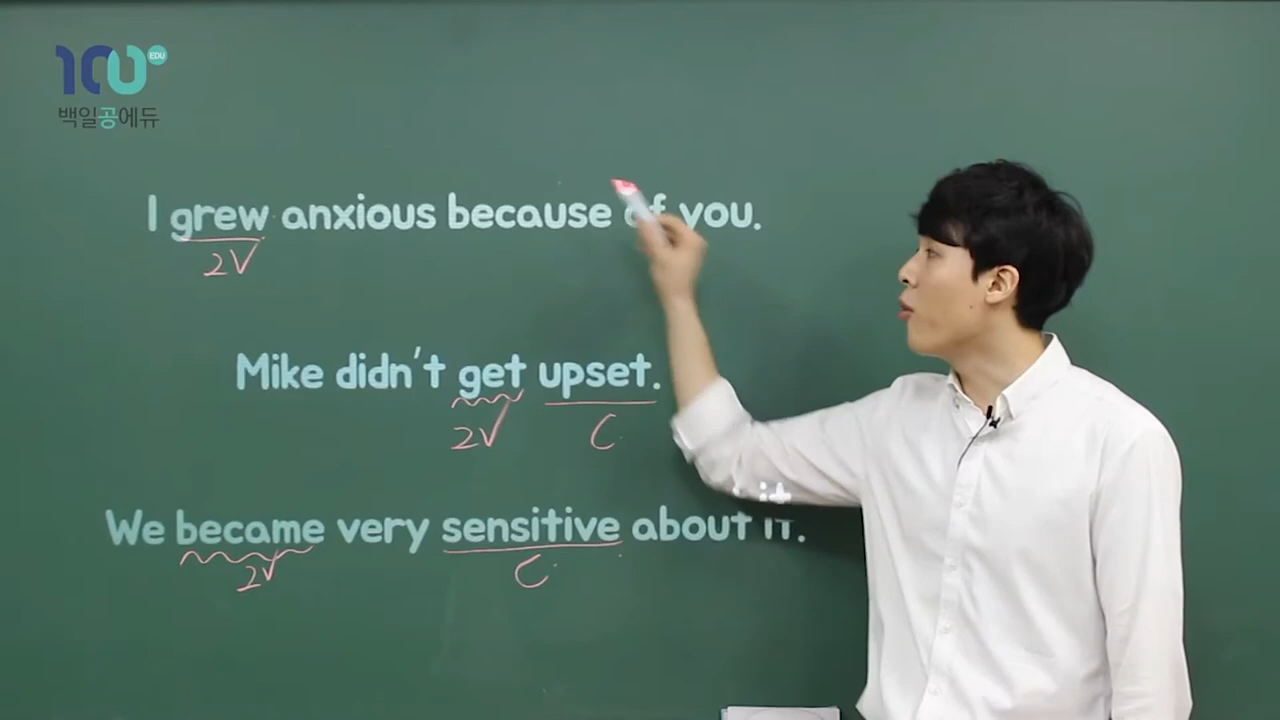 100 EDU
백일공에듀
I grew anxious because of you.
2V
Mike didn't get upset.
2V C
We became very sensitive about it.
2V C